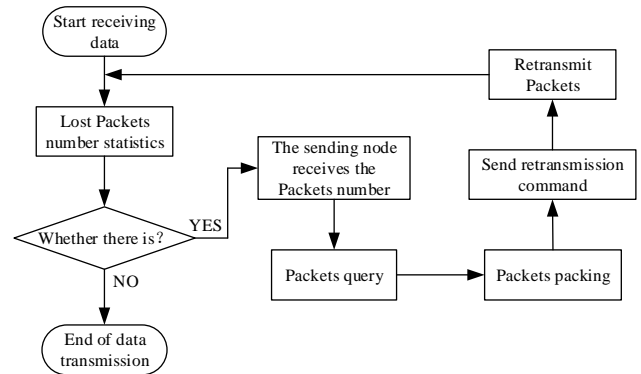 Start receiving
data
Lost Packets
number statistics
Whether there is?
YES
NO
End of data
transmission
The sending node
receives the
Packets number
Packets query
Packets packing
Send retransmission
command
Retransmit
Packets